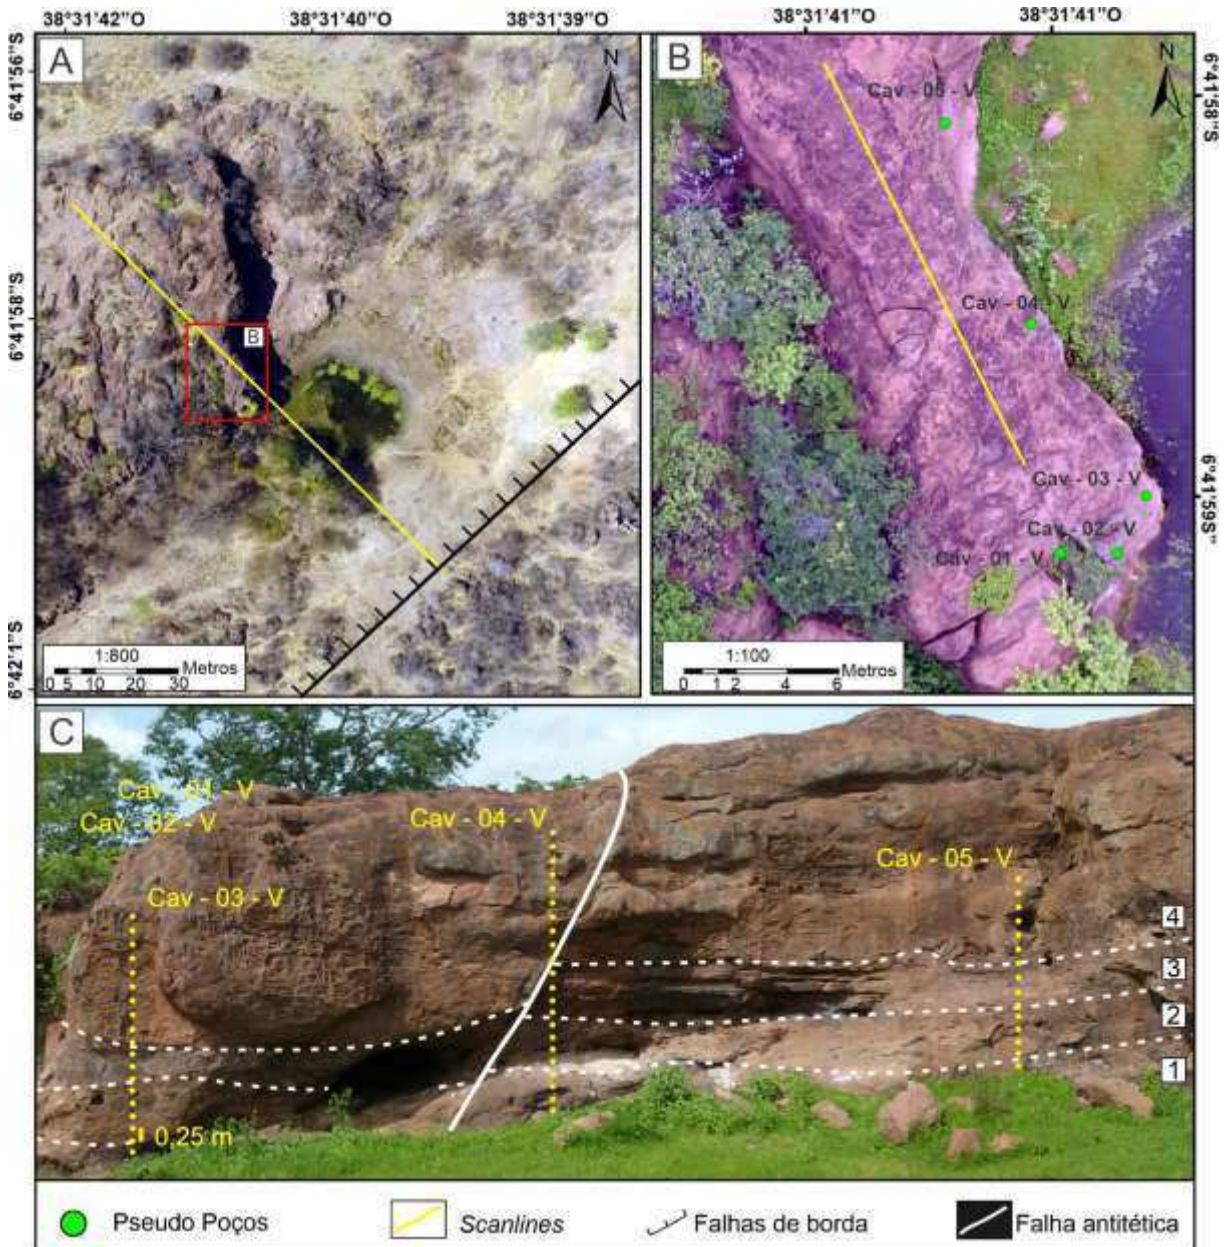 38°31'42''O 38°31'40''O 38°31'39''O 38°31'41''O 38°31'41''O
6°41'56''S
6°41'58''S
6°42'1''S
A
N
B
1:800
Metros
0 5 10 20 30
B
N
Cav - 05 - V
Cav - 04 - V
Cav - 03 - V
Cav - 02 - V
Cav - 01 - V
1:100
Metros
0 1 2 4 6
6°41'58''S
6°41'59S''
C
Cav - 01 - V
Cav - 02 - V
Cav - 03 - V
Cav - 04 - V
Cav - 05 - V
4
3
2
1
0,25 m
Pseudo Poços
Scanlines
Falhas de borda
Falha antitética